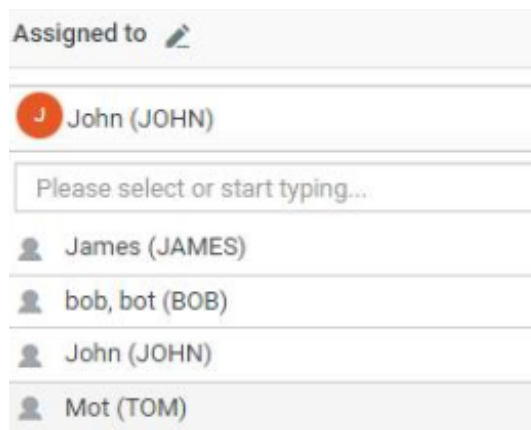 Assigned to
J
John (JOHN)
Please select or start typing...
James (JAMES)
bob, bot (BOB)
John (JOHN)
Mot (TOM)